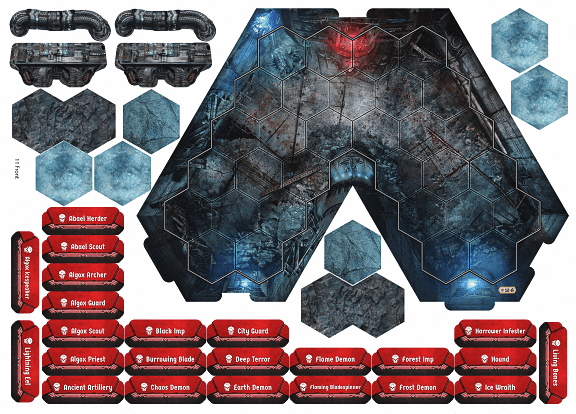 11 Front
Abael Herder
Abael Scout
Algox Icespeaker
Algox Archer
Algox Guard
Lightning Eel
Algox Scout
Black Imp
City Guard
Harrower Infester
Living Bones
Algox Priest
Burrowing Blade
Deep Terror
Flame Demon
Forest Imp
Hound
Ancient Artillery
Chaos Demon
Earth Demon
Flaming Bladespinner
Frost Demon
Ice Wraith